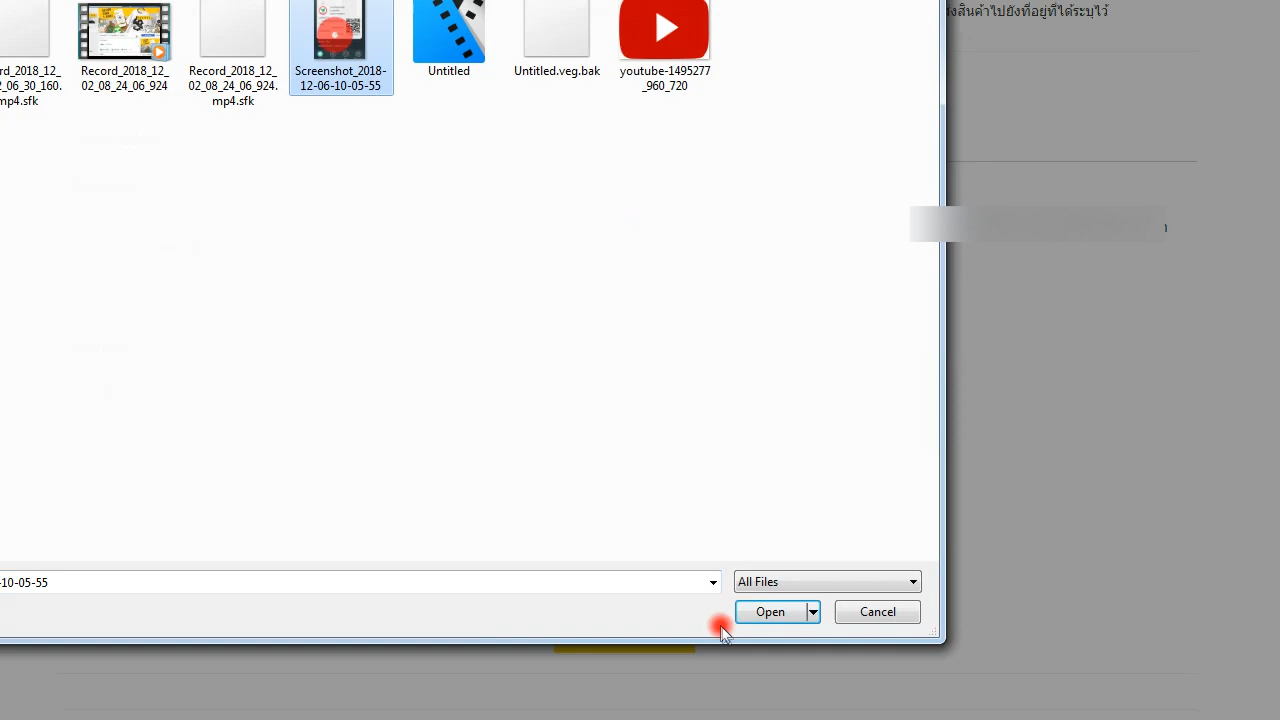 ส่งสินค้าไปยังที่อยู่ที่ได้ระบุไว้
rd_2018_12_
2_06_30_160.
mp4.sfk
Record_2018_12_
02_08_24_06_924
Record_2018_12_
02_08_24_06_924.
mp4.sfk
Screenshot_2018-
12-06-10-05-55
Untitled
Untitled.veg.bak
youtube-1495277
_960_720
-10-05-55
All Files
Open
Cancel